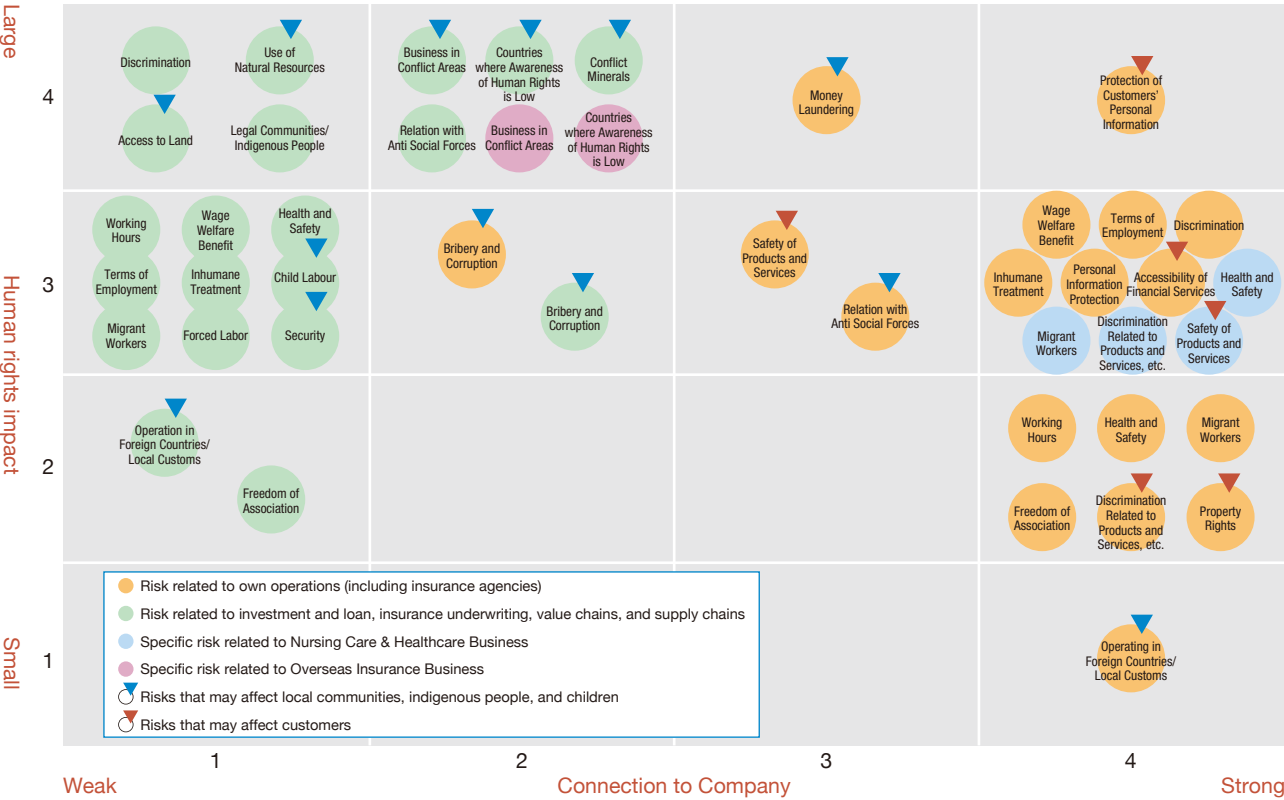 Large
4
Discrimination
Use of
Natural Resources
Access to Land
Legal Communities/
Indigenous People
Business in
Conflict Areas
Countries
where Awareness
of Human Rights
is Low
Conflict
Minerals
Relation with
Anti Social Forces
Business in
Conflict Areas
Countries
where Awareness
of Human Rights
is Low
Money
Laundering
Protection of
Customers'
Personal
Information
Human rights impact
3
Working
Hours
Wage
Welfare
Benefit
Health and
Safety
Terms of
Employment
Inhumane
Treatment
Child Labour
Migrant
Workers
Forced Labor
Security
Bribery and
Corruption
Bribery and
Corruption
Safety of
Products and
Services
Relation with
Anti Social Forces
Wage
Welfare
Benefit
Terms of
Employment
Discrimination
Inhumane
Treatment
Personal
Information
Protection
Accessibility of
Financial Services
Health and
Safety
Migrant
Workers
Discrimination
Related to
Products and
Services, etc.
Safety of
Products and
Services
2
Operation in
Foreign Countries/
Local Customs
Freedom of
Association
Working
Hours
Health and
Safety
Migrant
Workers
Freedom of
Association
Discrimination
Related to
Products and
Services, etc.
Property
Rights
Small
1
Risk related to own operations (including insurance agencies)
Risk related to investment and loan, insurance underwriting, value chains, and supply chains
Specific risk related to Nursing Care & Healthcare Business
Specific risk related to Overseas Insurance Business
Risks that may affect local communities, indigenous people, and children
Risks that may affect customers
Operating in
Foreign Countries/
Local Customs
1
2
3
4
Weak
Connection to Company
Strong